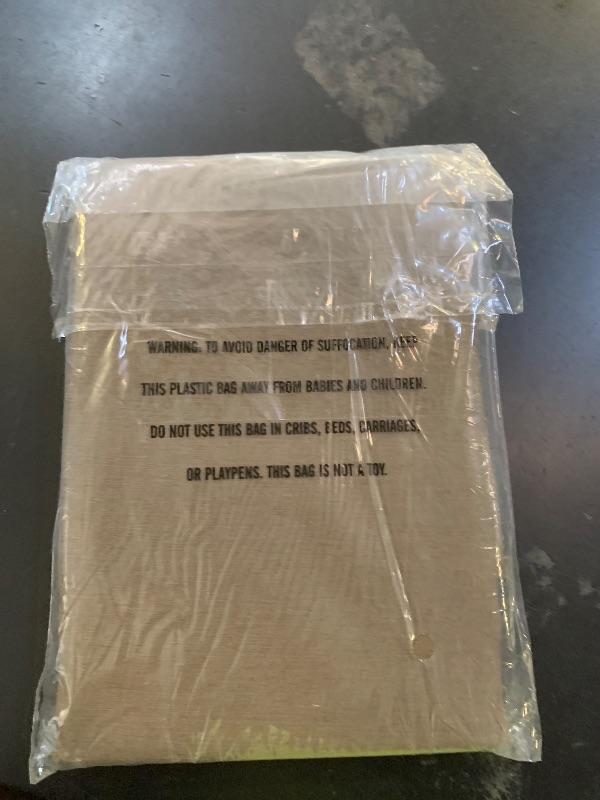 WARNING: TO AVOID DANGER OF SUFFOCATION, KEEP
THIS PLASTIC BAG AWAY FROM BABIES AND CHILDREN.
DO NOT USE THIS BAG IN CRIBS, BEDS, CARRIAGES,
OR PLAYPENS. THIS BAG IS NOT A TOY.